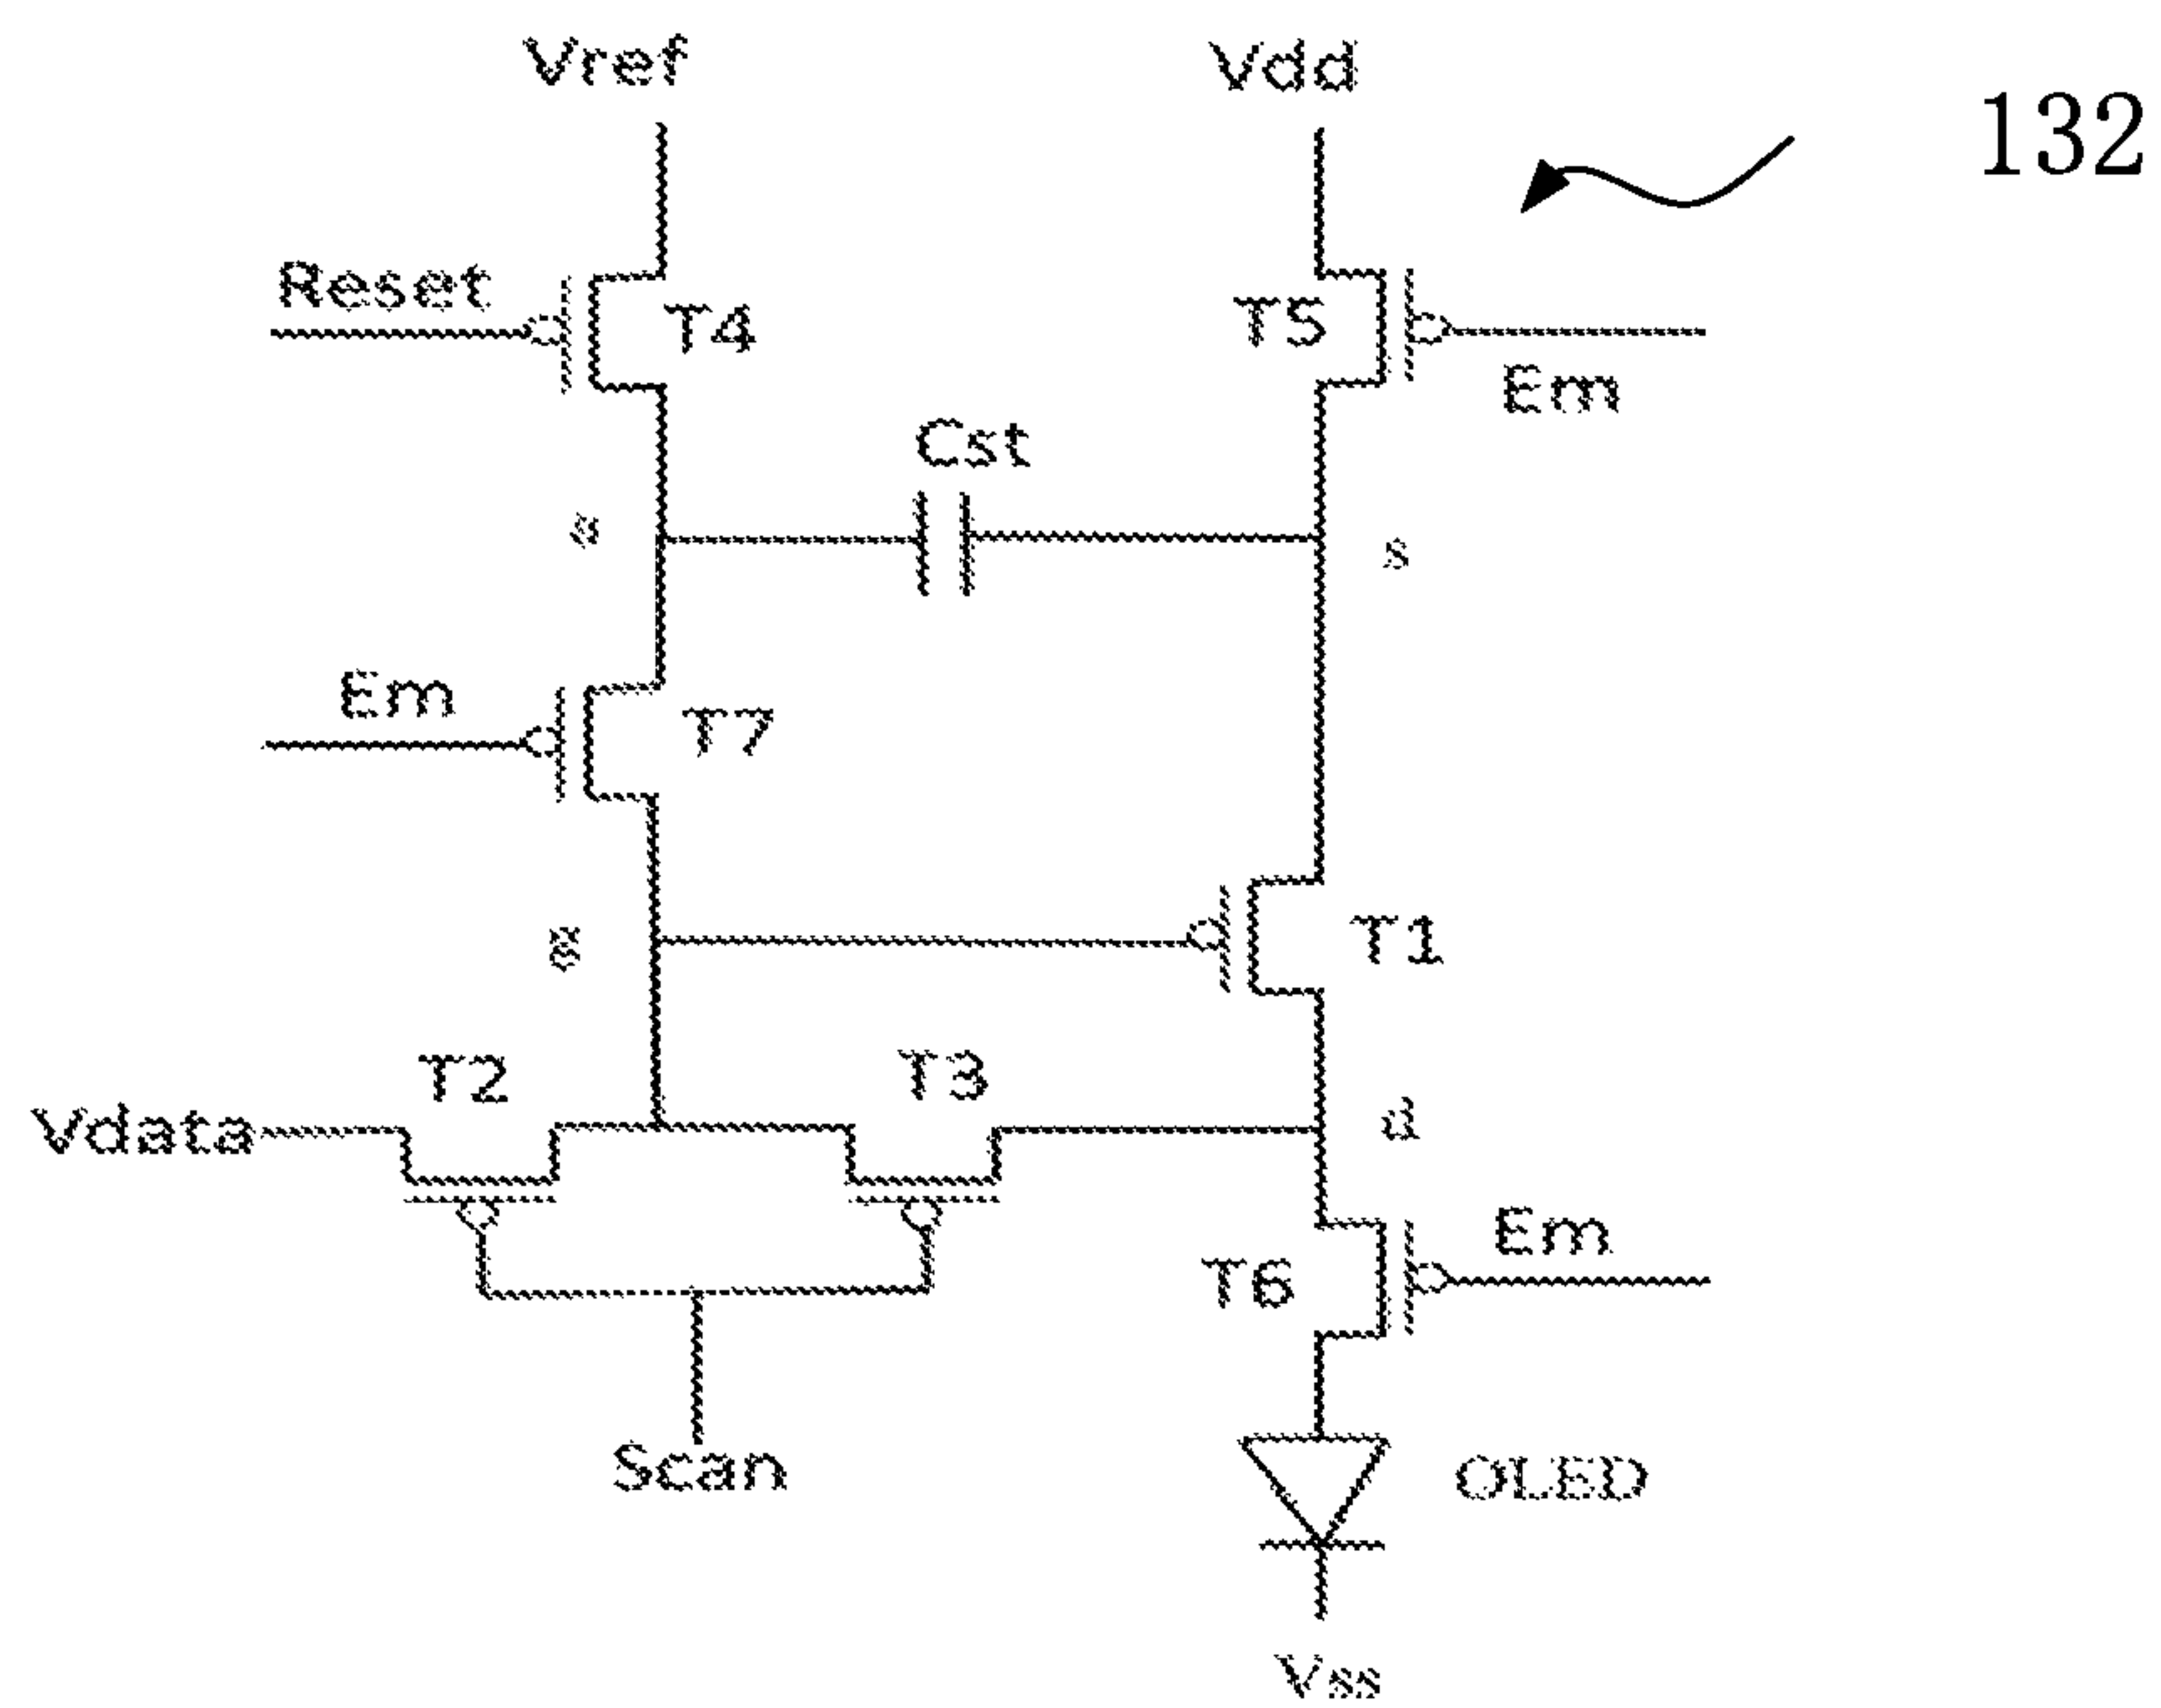 Vref
Vdd
132
Reset
T4
T5
Em
Cst
s
Em
T7
g
T1
T2
T3
Vdata
d
Em
T6
Scan
OLED
Vss